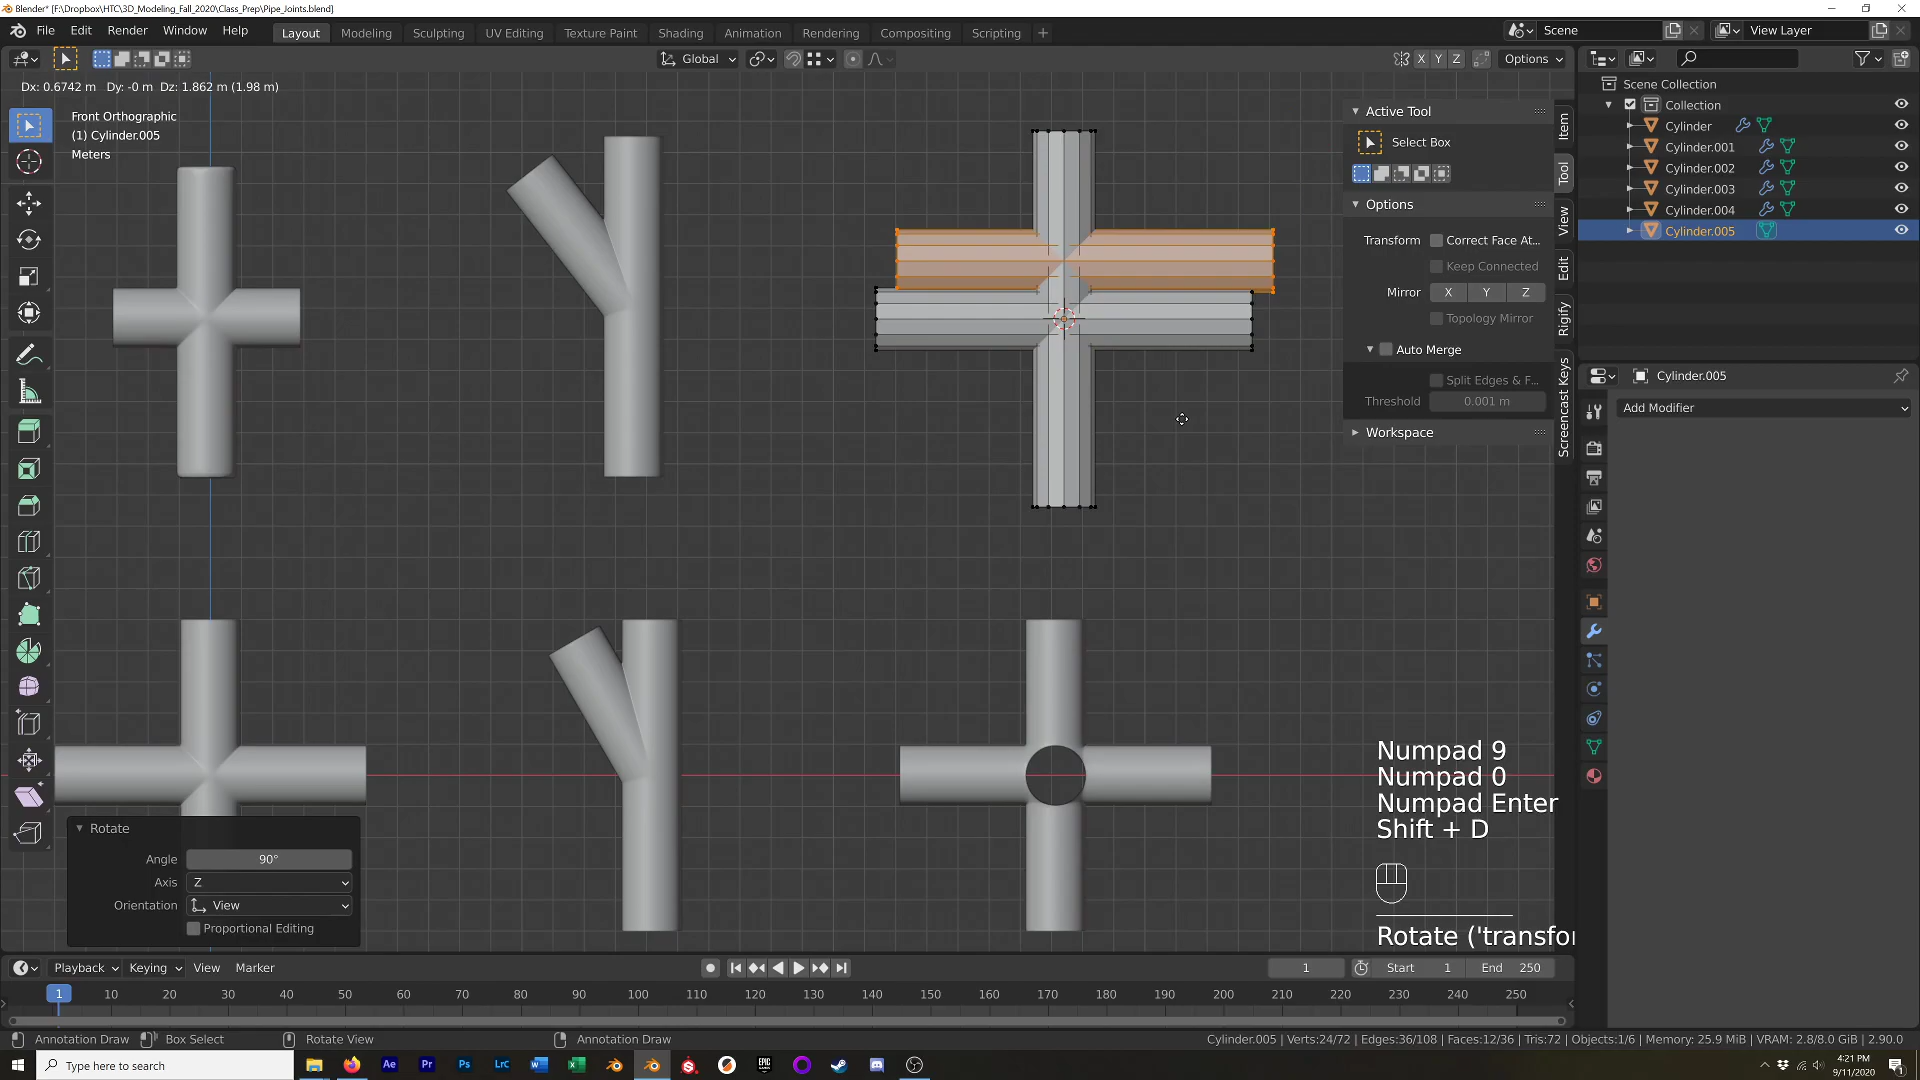 Blender* [F:\Dropbox\HTC\3D_Modeling_Fall_2020\Class_Prep\Pipe_Joints.blend]
File Edit Render Window Help Layout Modeling Sculpting UV Editing Texture Paint Shading Animation Rendering Compositing Scripting Scene View Layer
Global X Y Z Options
Dx: 0.6742 m Dy: -0 m Dz: 1.862 m (1.98 m)
Front Orthographic
(1) Cylinder.005
Meters
Active Tool
Select Box
Options
Transform Correct Face At...
Keep Connected
Mirror X Y Z
Topology Mirror
Auto Merge
Split Edges & F...
Threshold 0.001 m
Workspace
Item
Tool
View
Edit
Rigify
Screencast Keys
Scene Collection
Collection
Cylinder
Cylinder.001
Cylinder.002
Cylinder.003
Cylinder.004
Cylinder.005
Cylinder.005
Add Modifier
Numpad 9
Numpad 0
Numpad Enter
Shift + D
Rotate ('transfo
Rotate
Angle 90°
Axis Z
Orientation View
Proportional Editing
Playback Keying View Marker 1 Start 1 End 250
1 10 20 30 40 50 60 70 80 90 100 110 120 130 140 150 160 170 180 190 200 210 220 230 240 250
Annotation Draw Box Select Rotate View Annotation Draw Cylinder.005 | Verts:24/72 | Edges:36/108 | Faces:12/36 | Tris:72 | Objects:1/6 | Memory: 25.9 MiB | VRAM: 2.8/8.0 GiB | 2.90.0
Type here to search Ae Pr Ps Lrc 4:21 PM
9/11/2020